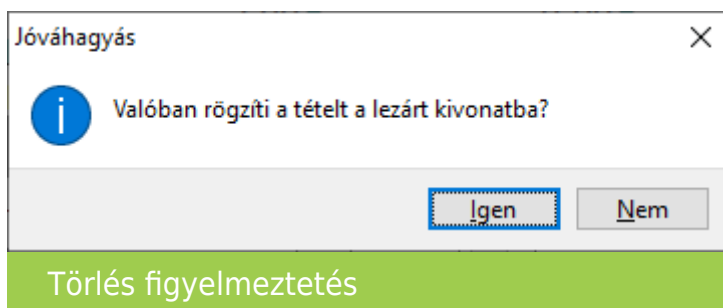 Jóváhagyás
Valóban rögzíti a tételt a lezárt kivonatba?
Igen
Nem
Törlés figyelmeztetés